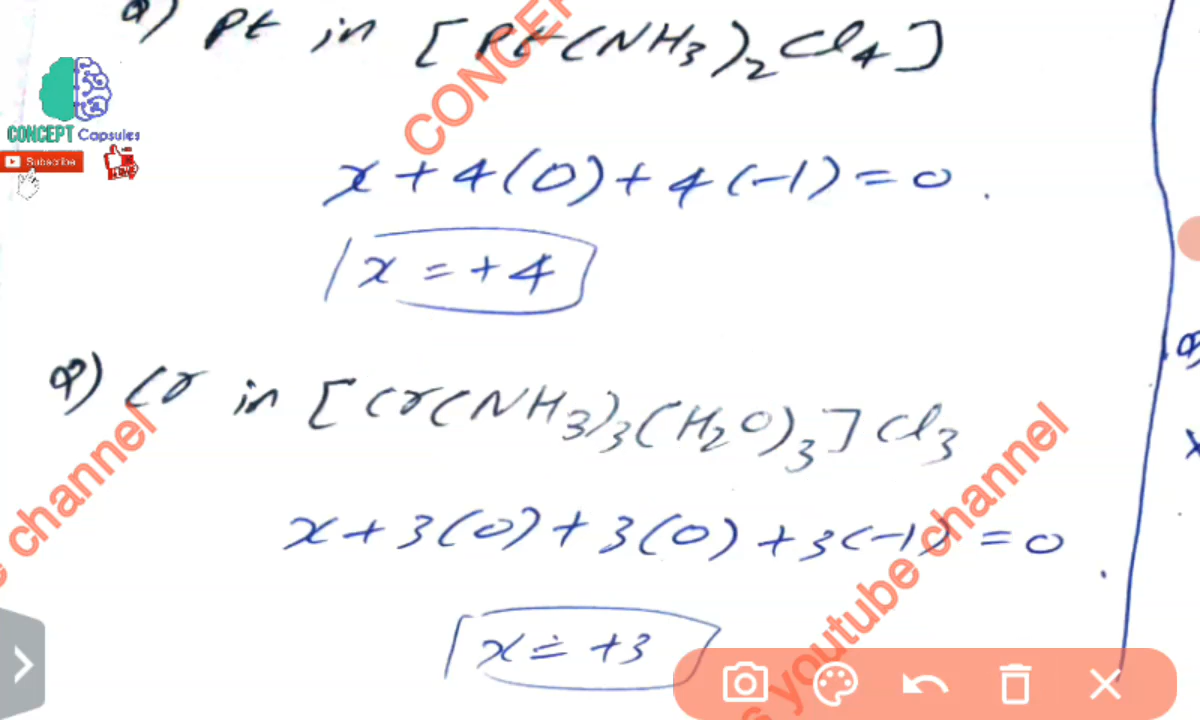 Q) Pt in [Pt(NH₃)₂Cl₄]
CONCEPT Capsules
Subscribe
x + 4(0) + 4(-1) = 0.
x = +4
Q) Cr in [Cr(NH₃)₃(H₂O)₃]Cl₃
x + 3(0) + 3(0) + 3(-1) = 0.
x = +3
channel
youtube channel